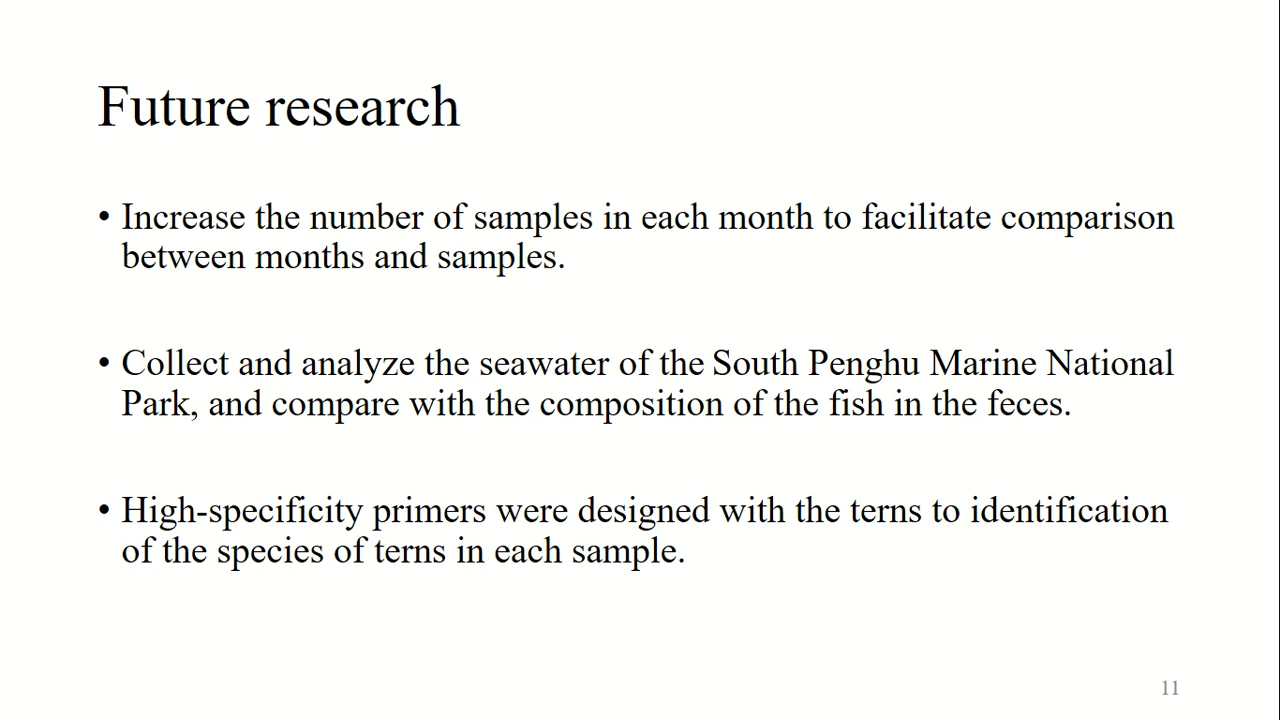 Future research
• Increase the number of samples in each month to facilitate comparison
between months and samples.
• Collect and analyze the seawater of the South Penghu Marine National
Park, and compare with the composition of the fish in the feces.
• High-specificity primers were designed with the terns to identification
of the species of terns in each sample.
11